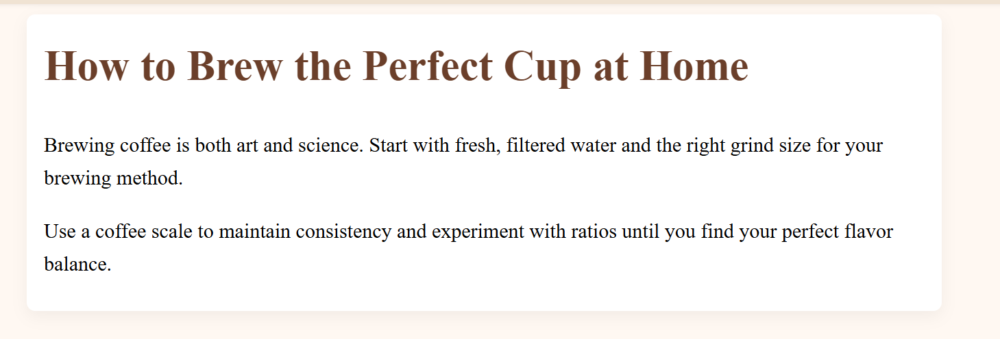 How to Brew the Perfect Cup at Home
Brewing coffee is both art and science. Start with fresh, filtered water and the right grind size for your
brewing method.
Use a coffee scale to maintain consistency and experiment with ratios until you find your perfect flavor
balance.